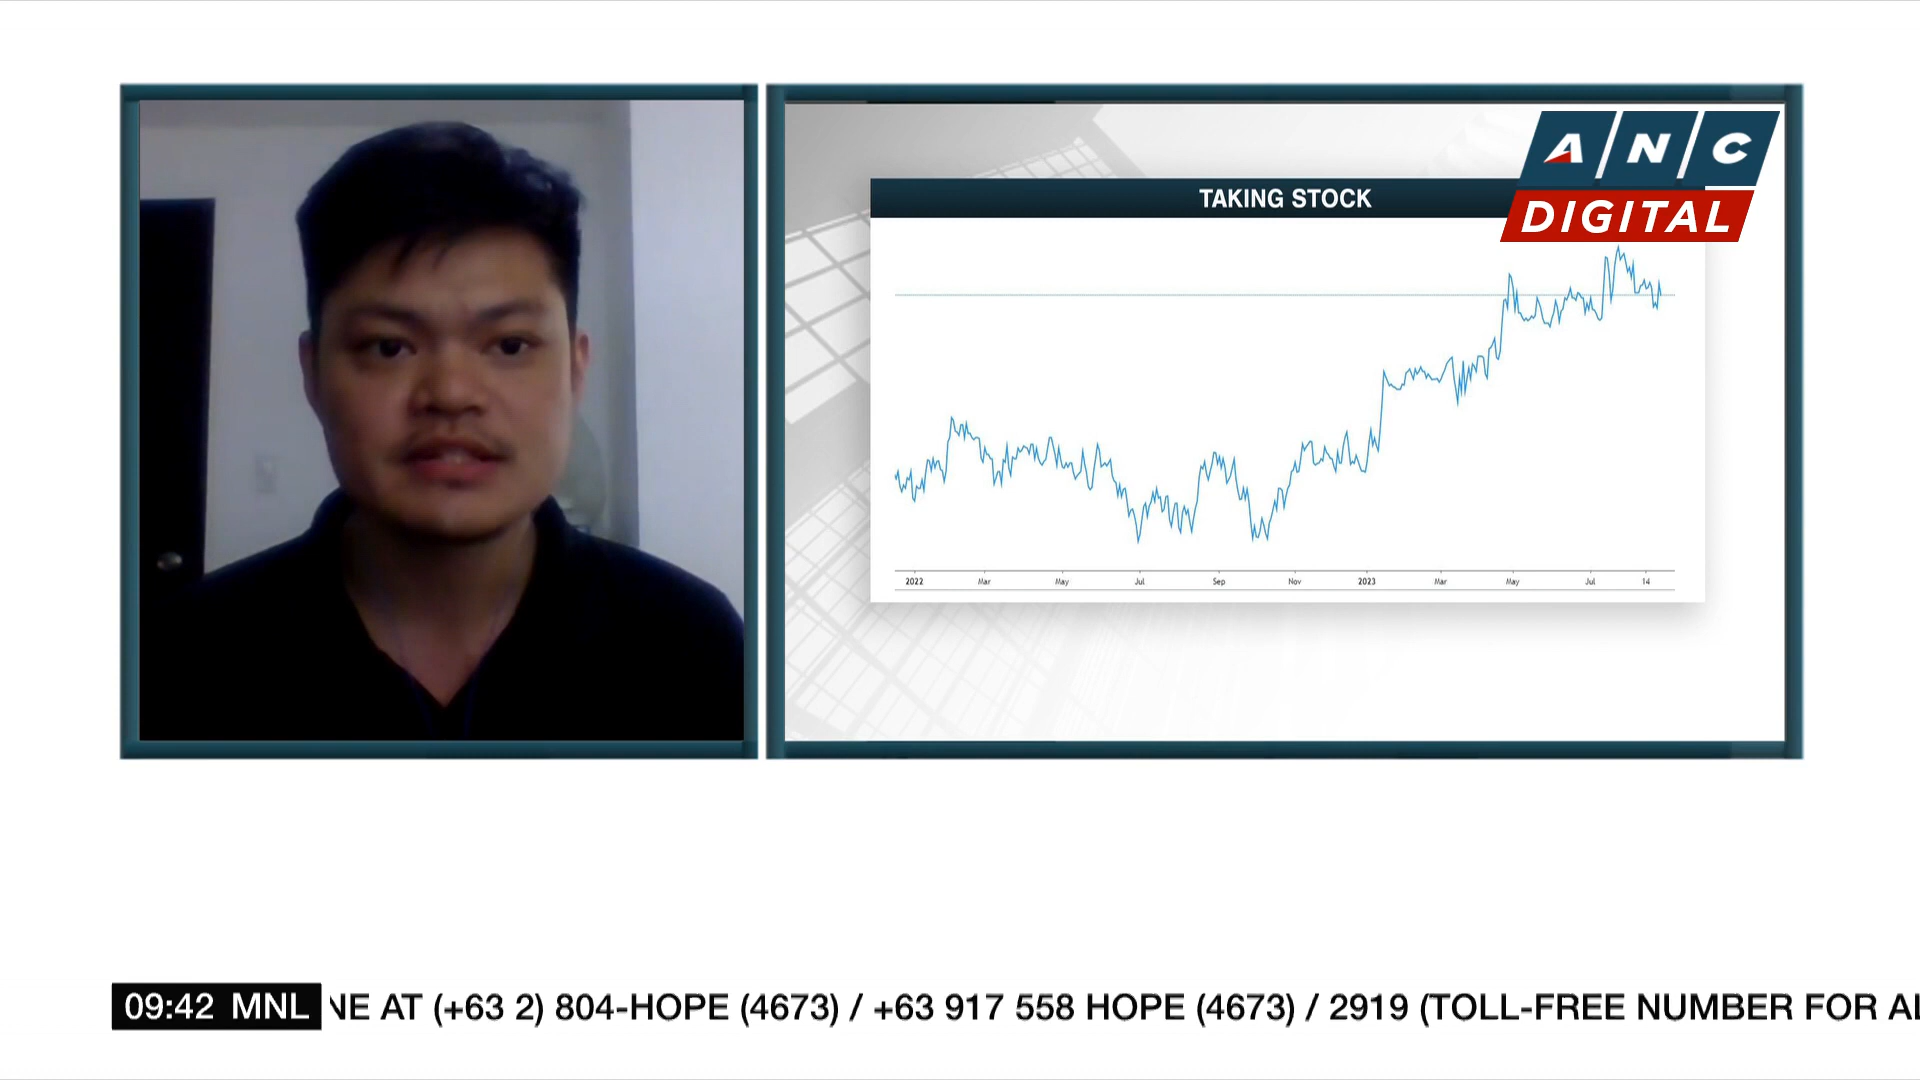 ANC
DIGITAL
TAKING STOCK
2022 Mar May Jul Sep Nov 2023 Mar May Jul 14
09:42 MNL NE AT (+63 2) 804-HOPE (4673) / +63 917 558 HOPE (4673) / 2919 (TOLL-FREE NUMBER FOR AL